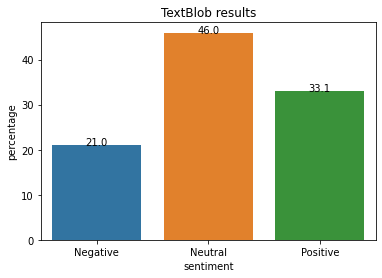 TextBlob results
percentage
40
30
20
10
0
21.0
46.0
33.1
Negative Neutral Positive
sentiment